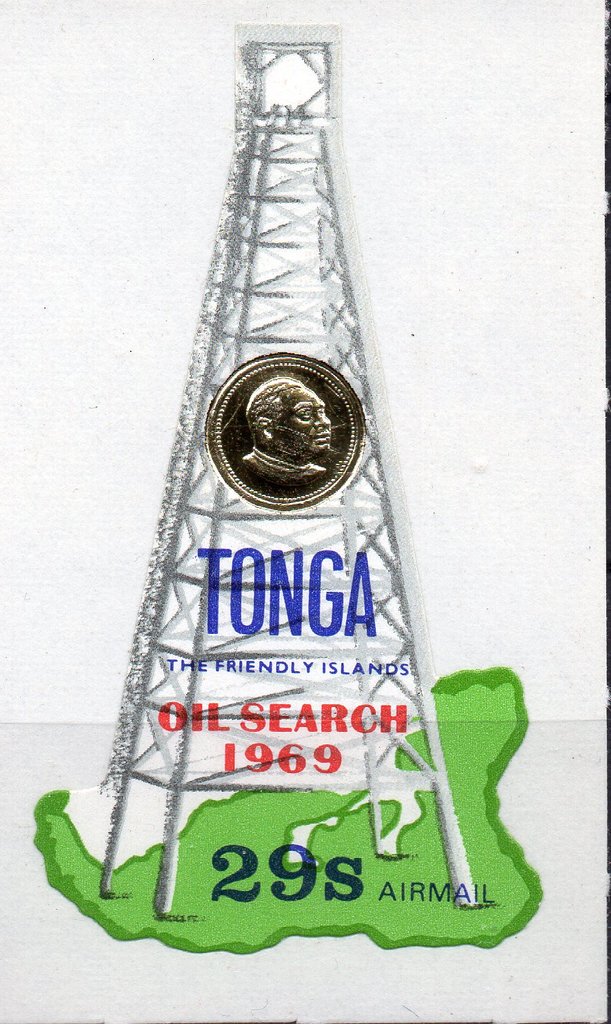 TONGA
THE FRIENDLY ISLANDS
OIL SEARCH
1969
29s AIRMAIL